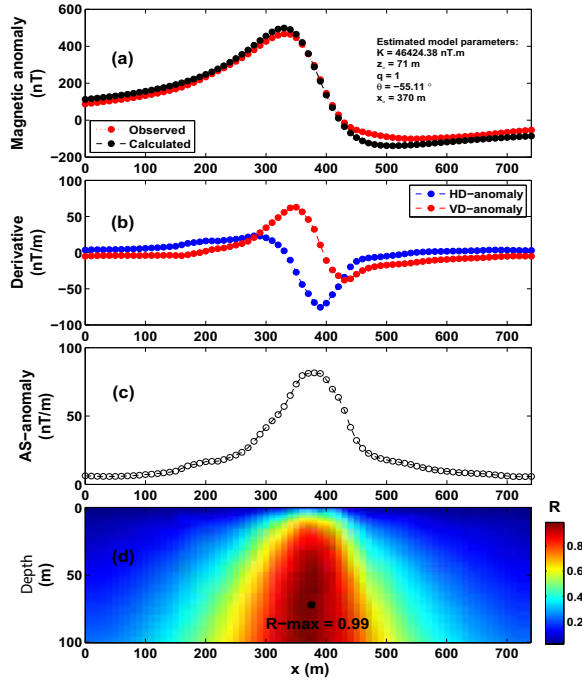 600
400
200
0
−200
Magnetic anomaly
(nT)
(a)
Estimated model parameters:
K = 46424.38 nT.m
z∘ = 71 m
q = 1
θ = −55.11 °
x∘ = 370 m
Observed
Calculated
0 100 200 300 400 500 600 700
100
50
0
−50
−100
Derivative
(nT/m)
(b)
HD−anomaly
VD−anomaly
0 100 200 300 400 500 600 700
100
50
0
AS−anomaly
(nT/m)
(c)
0 100 200 300 400 500 600 700
0
50
100
Depth
(m)
(d)
R−max = 0.99
0 100 200 300 400 500 600 700
x (m)
R
0.8
0.6
0.4
0.2